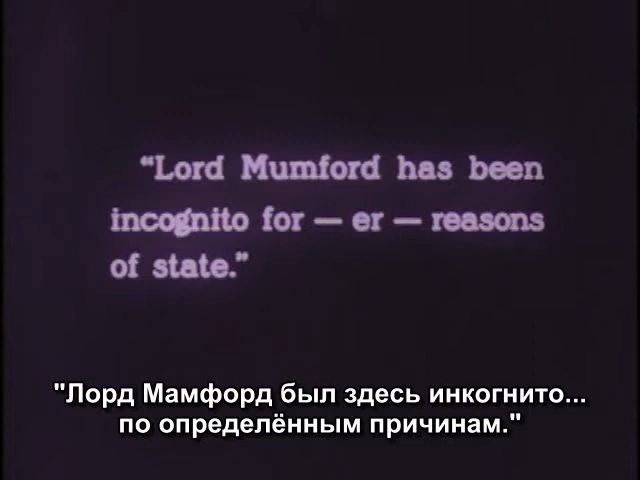 “Lord Mumford has been
incognito for — er — reasons
of state.”
"Лорд Мамфорд был здесь инкогнито...
по определённым причинам."